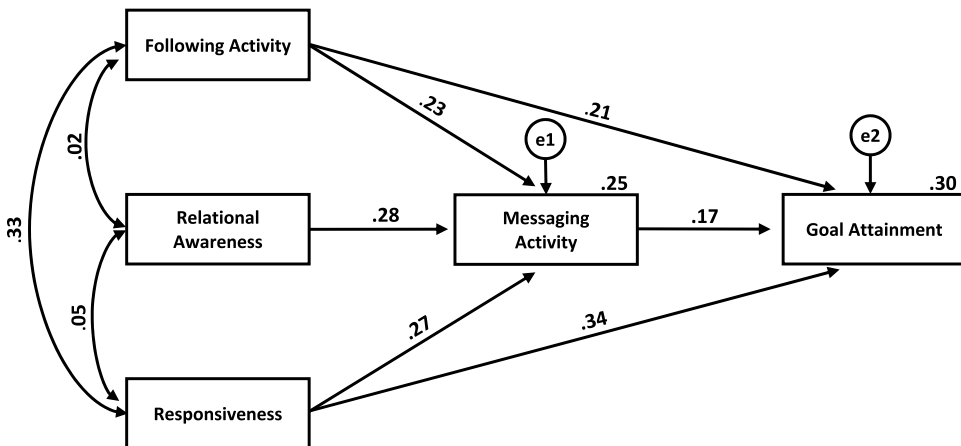 Following Activity
.23
.21
e1
e2
.02
.33
.25
.30
Relational
Awareness
.28
Messaging
Activity
.17
Goal Attainment
.05
.27
.34
Responsiveness